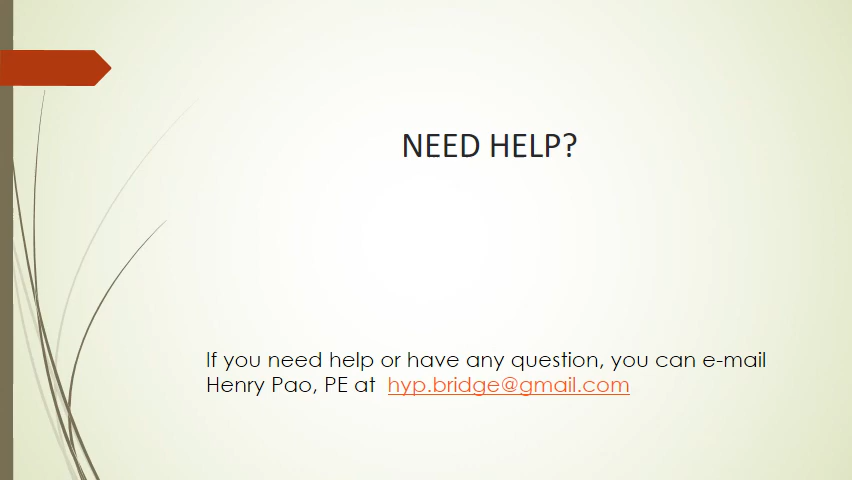 NEED HELP?
If you need help or have any question, you can e-mail
Henry Pao, PE at hyp.bridge@gmail.com